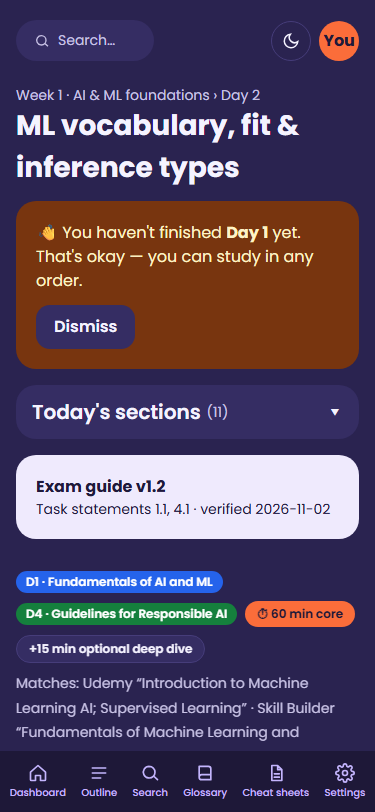 Search...
You
Week 1 · AI & ML foundations › Day 2
ML vocabulary, fit &
inference types
👋 You haven't finished Day 1 yet.
That's okay — you can study in any
order.
Dismiss
Today's sections (11)
Exam guide v1.2
Task statements 1.1, 4.1 · verified 2026-11-02
D1 · Fundamentals of AI and ML
D4 · Guidelines for Responsible AI
⏱ 60 min core
+15 min optional deep dive
Matches: Udemy “Introduction to Machine
Learning AI; Supervised Learning” · Skill Builder
“Fundamentals of Machine Learning and
Dashboard
Outline
Search
Glossary
Cheat sheets
Settings